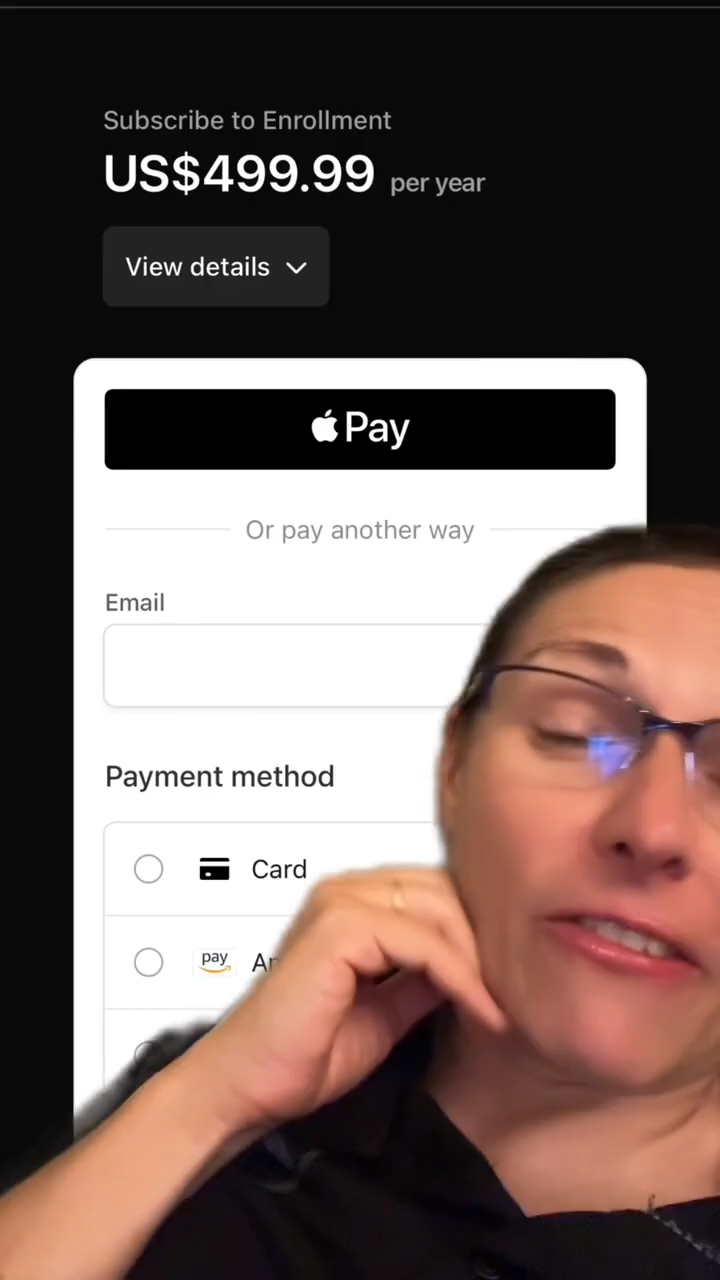 Subscribe to Enrollment
US$499.99 per year
View details
Pay
Or pay another way
Email
Payment method
Card
pay